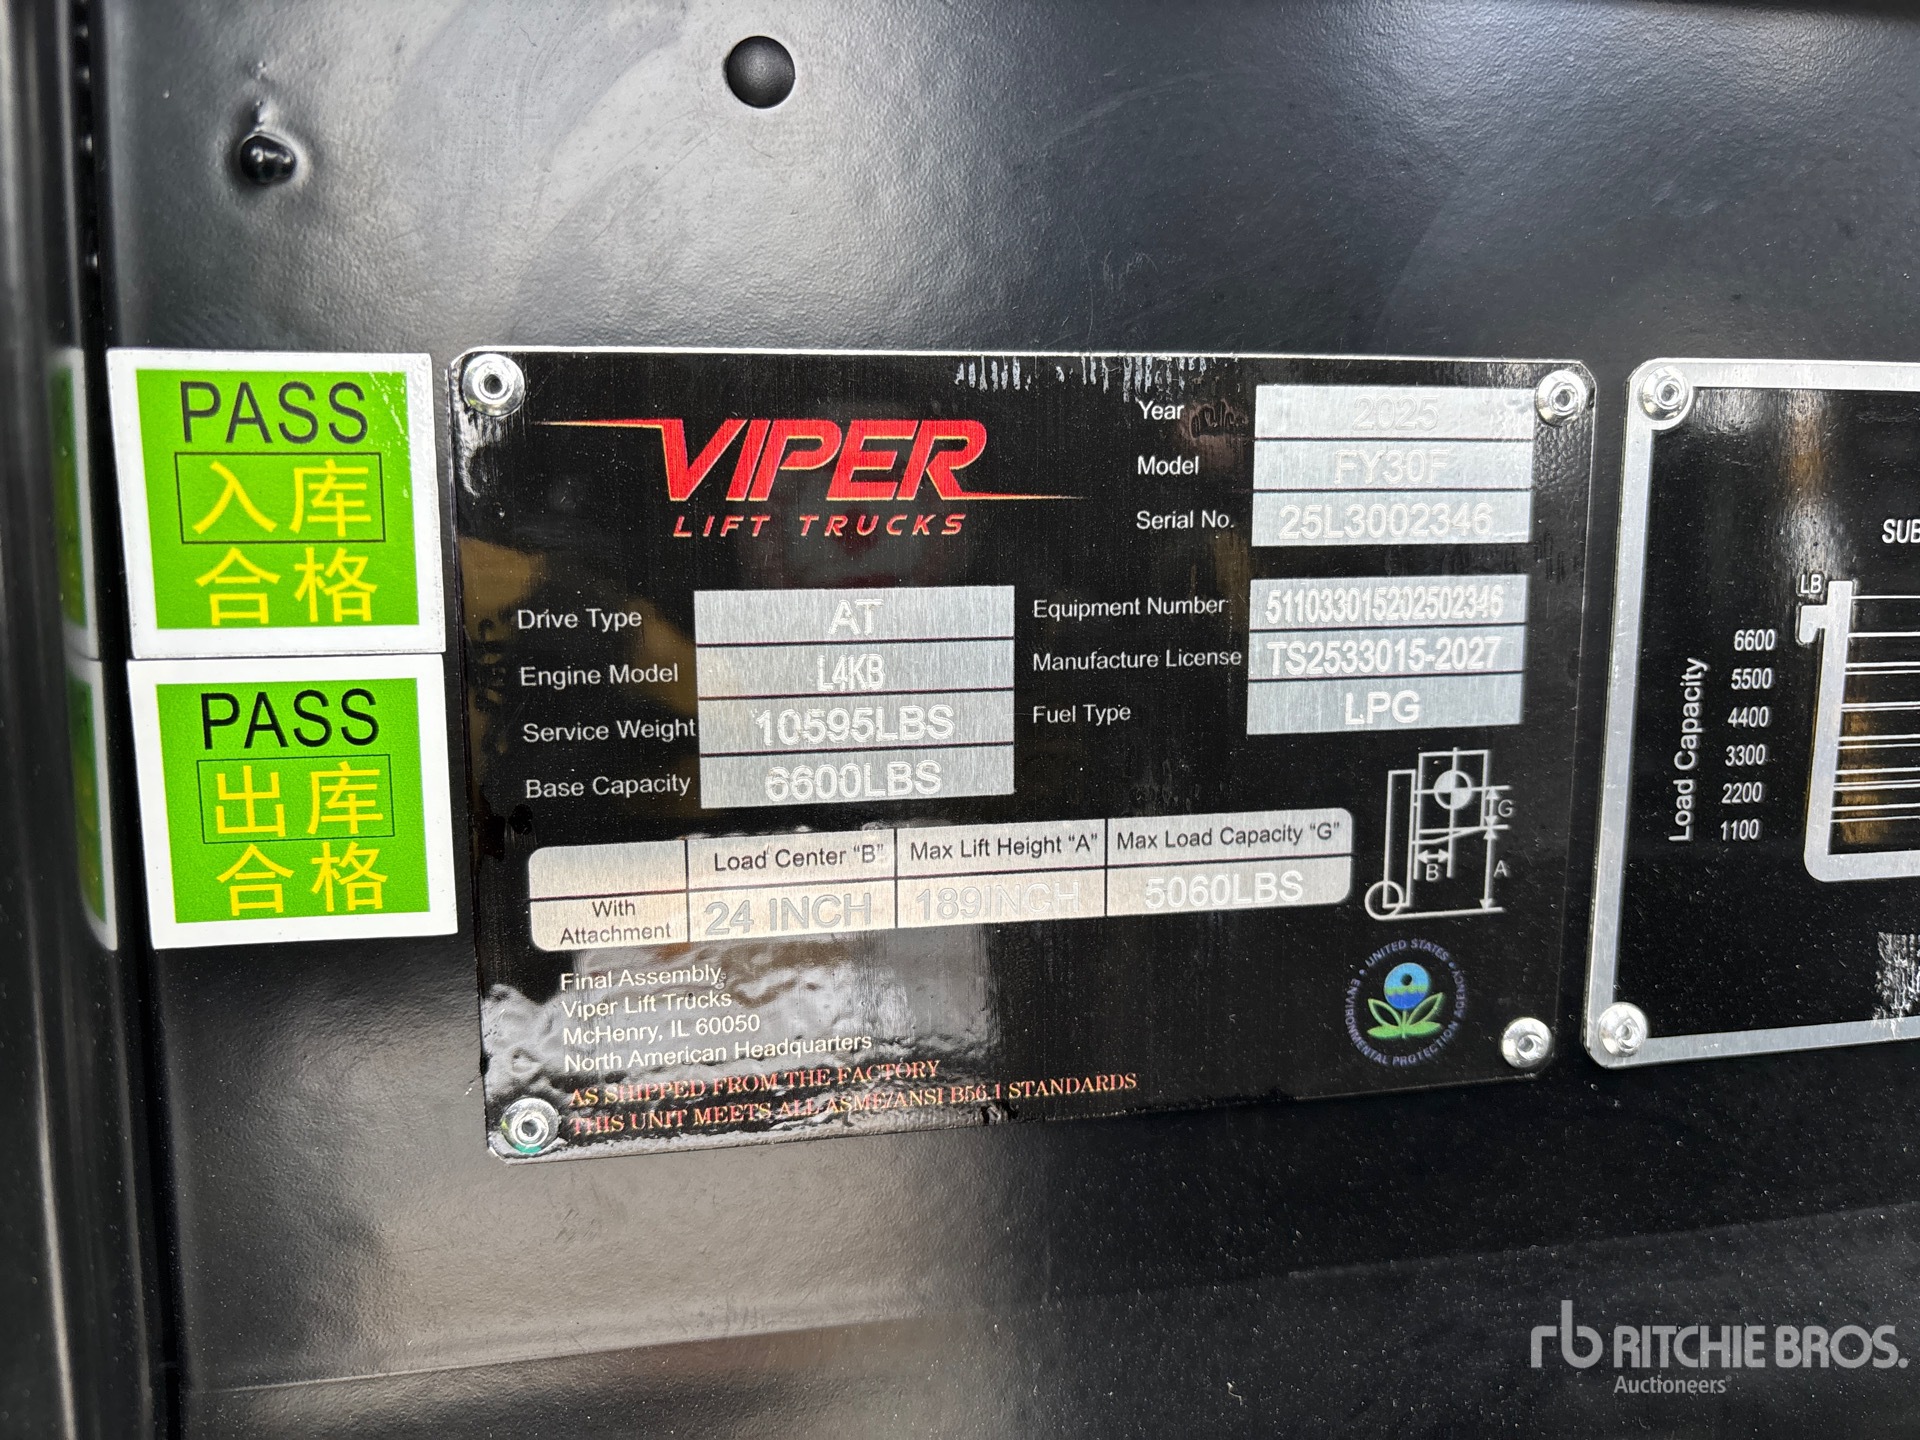 PASS
入库
合格
PASS
出库
合格
VIPER
LIFT TRUCKS
Year 2025
Model FY30F
Serial No. 25L3002346
Drive Type AT
Engine Model L4KB
Service Weight 10595LBS
Base Capacity 6600LBS
Equipment Number 511033015202502346
Manufacture License TS2533015-2027
Fuel Type LPG
Load Center “B” Max Lift Height “A” Max Load Capacity “G”
With Attachment 24 INCH 189INCH 5060LBS
G
B
A
Final Assembly
Viper Lift Trucks
McHenry, IL 60050
North American Headquarters
AS SHIPPED FROM THE FACTORY
THIS UNIT MEETS ALL ASME/ANSI B56.1 STANDARDS
UNITED STATES • ENVIRONMENTAL PROTECTION AGENCY •
SUB
LB
Load Capacity
6600
5500
4400
3300
2200
1100
rb RITCHIE BROS.
Auctioneers